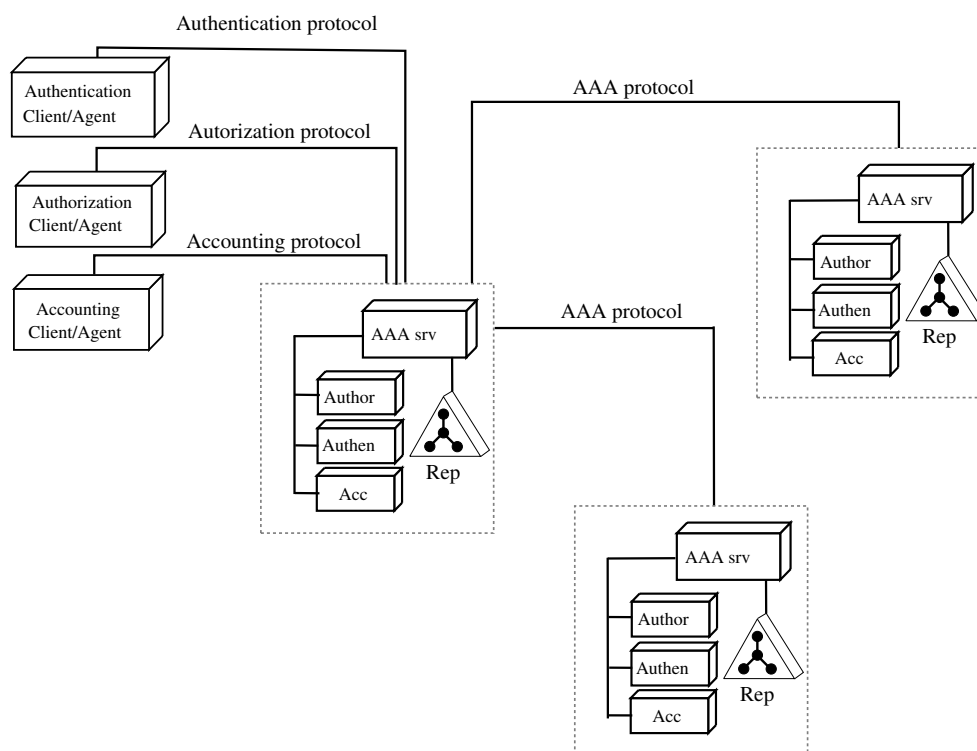 Authentication protocol
Authentication
Client/Agent
AAA protocol
Autorization protocol
Authorization
Client/Agent
Accounting protocol
Accounting
Client/Agent
AAA srv
Author
Authen
Acc
Rep
AAA protocol
AAA srv
Author
Authen
Acc
Rep
AAA srv
Author
Authen
Acc
Rep